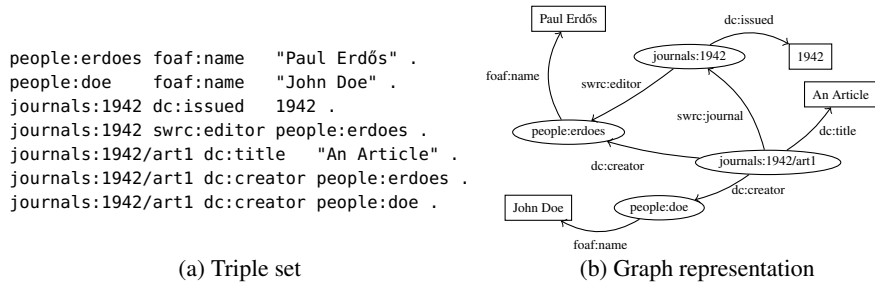 people:erdoes foaf:name "Paul Erdős" .
people:doe foaf:name "John Doe" .
journals:1942 dc:issued 1942 .
journals:1942 swrc:editor people:erdoes .
journals:1942/art1 dc:title "An Article" .
journals:1942/art1 dc:creator people:erdoes .
journals:1942/art1 dc:creator people:doe .
(a) Triple set
Paul Erdős
dc:issued
journals:1942
1942
foaf:name
swrc:editor
An Article
swrc:journal
people:erdoes
dc:title
dc:creator
journals:1942/art1
dc:creator
John Doe
people:doe
foaf:name
(b) Graph representation